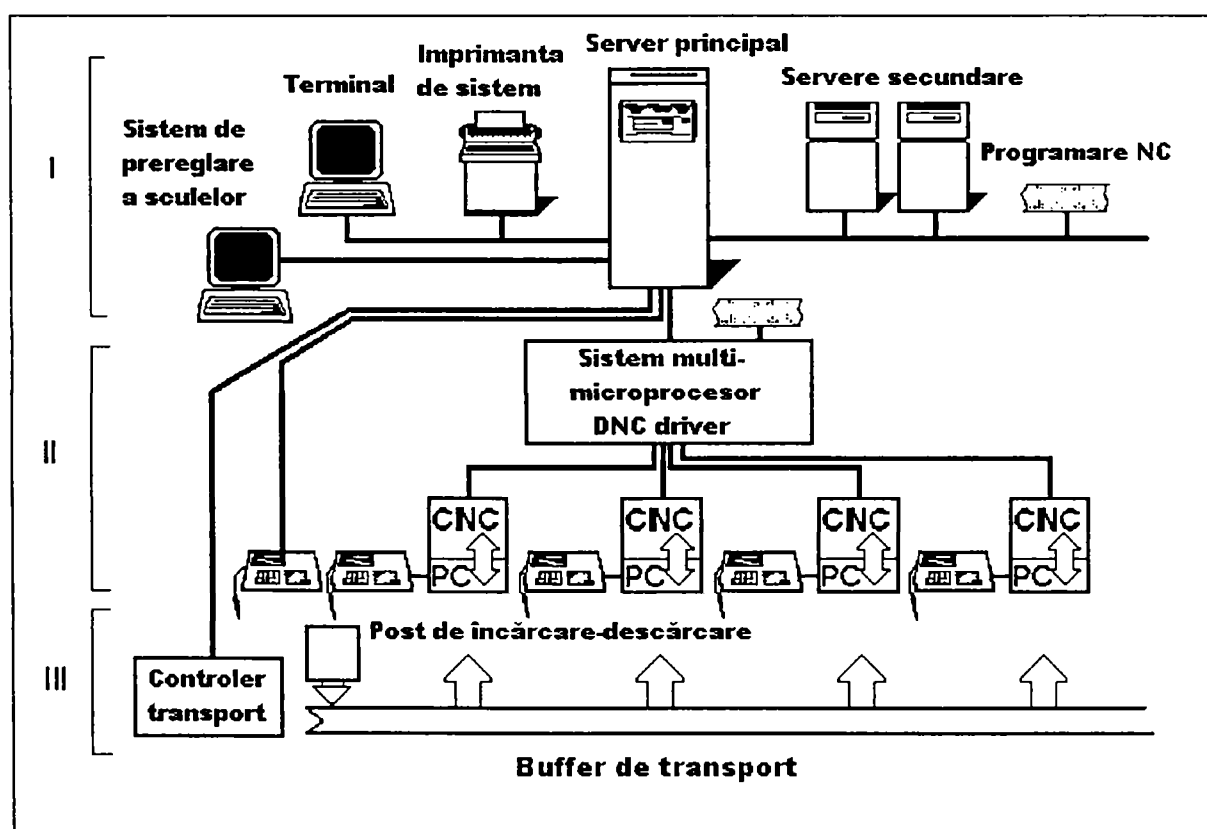 Server principal
Imprimanta
de sistem
Terminal
Servere secundare
Sistem de
prereglare
a sculelor
Programare NC
I
Sistem multi-
microprocesor
DNC driver
II
CNC
PC
CNC
PC
CNC
PC
CNC
PC
Post de încărcare-descărcare
III
Controler
transport
Buffer de transport